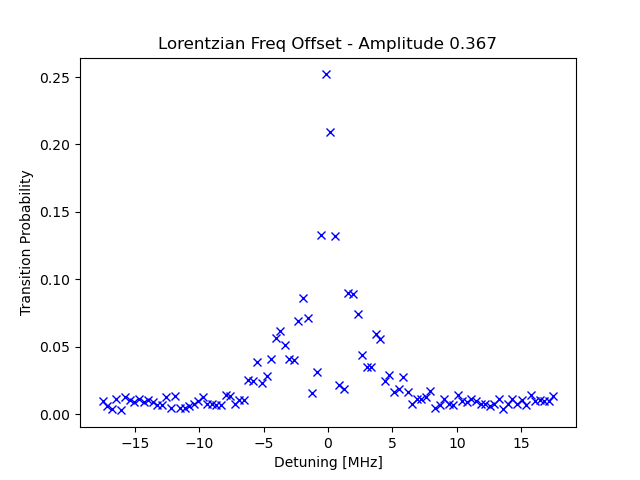 Lorentzian Freq Offset - Amplitude 0.367
Transition Probability
0.25
0.20
0.15
0.10
0.05
0.00
−15 −10 −5 0 5 10 15
Detuning [MHz]